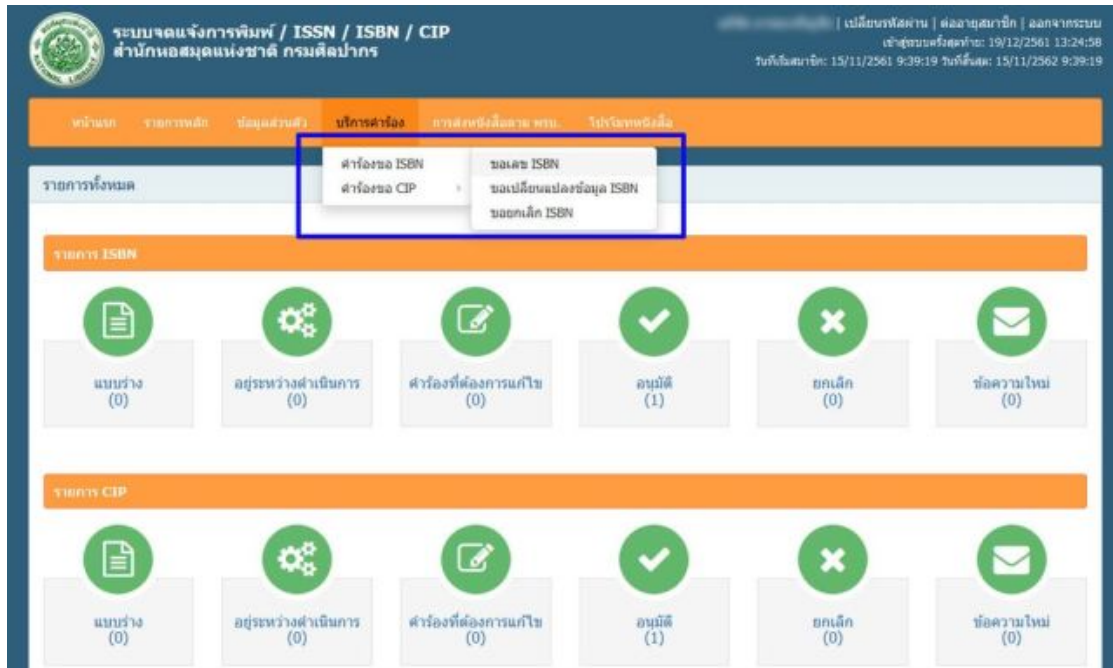 ระบบจดแจ้งการพิมพ์ / ISSN / ISBN / CIP
สำนักหอสมุดแห่งชาติ กรมศิลปากร
| เปลี่ยนรหัสผ่าน | ต่ออายุสมาชิก | ออกจากระบบ
เข้าสู่ระบบครั้งสุดท้าย: 19/12/2561 13:24:58
วันที่เริ่มสมาชิก: 15/11/2561 9:39:19 วันที่สิ้นสุด: 15/11/2562 9:39:19
หน้าแรก รายการหลัก ข้อมูลส่วนตัว บริการคำร้อง การส่งหนังสือตาม พรบ. โปรโมทหนังสือ
คำร้องขอ ISBN ขอเลข ISBN
คำร้องขอ CIP ขอเปลี่ยนแปลงข้อมูล ISBN
ขอยกเลิก ISBN
รายการทั้งหมด
รายการ ISBN
แบบร่าง อยู่ระหว่างดำเนินการ คำร้องที่ต้องการแก้ไข อนุมัติ ยกเลิก ข้อความใหม่
(0) (0) (0) (1) (0) (0)
รายการ CIP
แบบร่าง อยู่ระหว่างดำเนินการ คำร้องที่ต้องการแก้ไข อนุมัติ ยกเลิก ข้อความใหม่
(0) (0) (0) (1) (0) (0)